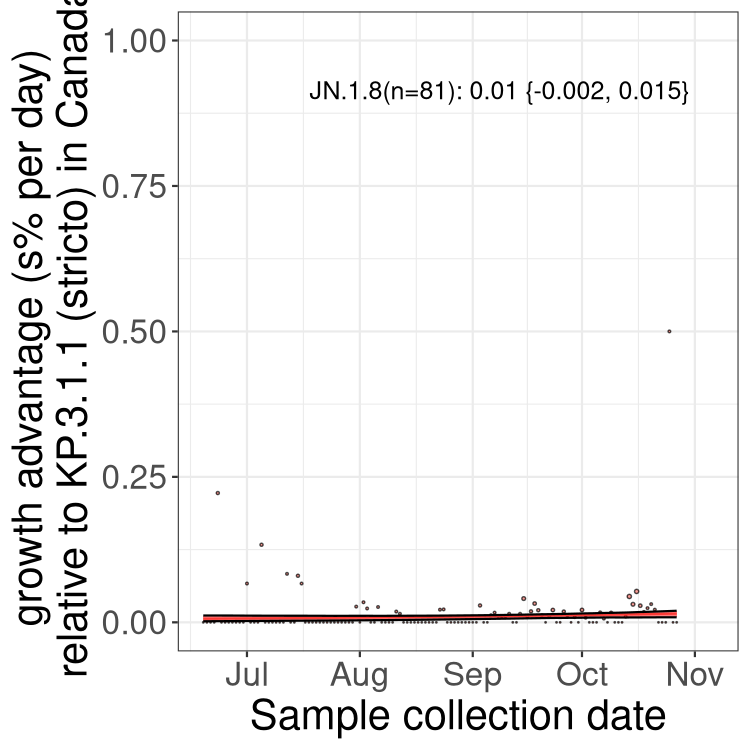 growth advantage (s% per day)
relative to KP.3.1.1 (stricto) in Canada
1.00
0.75
0.50
0.25
0.00
JN.1.8(n=81): 0.01 {-0.002, 0.015}
Jul Aug Sep Oct Nov
Sample collection date